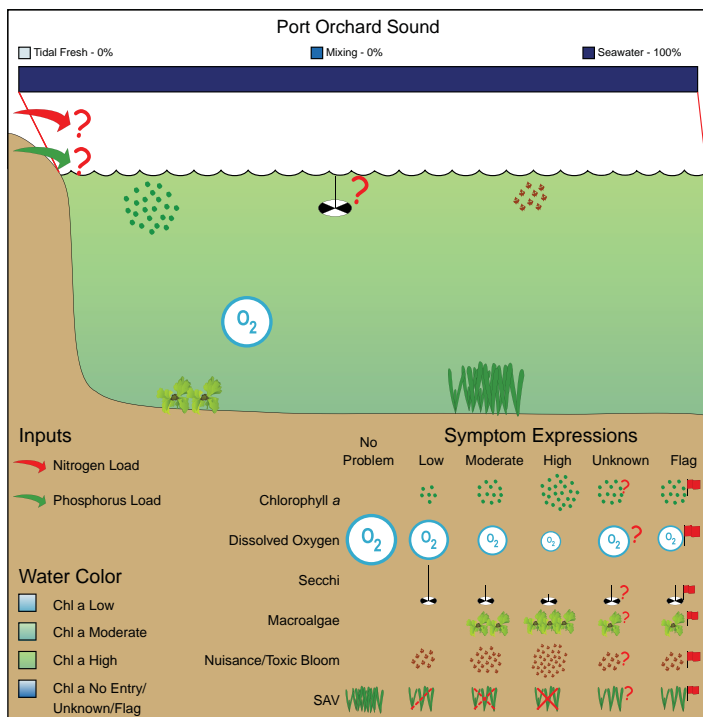 Port Orchard Sound
Tidal Fresh - 0% Mixing - 0% Seawater - 100%
?
? ?
O2
Inputs
Nitrogen Load
Phosphorus Load
Water Color
Chl a Low
Chl a Moderate
Chl a High
Chl a No Entry/
Unknown/Flag
Symptom Expressions
No
Problem Low Moderate High Unknown Flag
Chlorophyll a ?
Dissolved Oxygen O2 O2 O2 O2 O2 ? O2
Secchi ?
Macroalgae ?
Nuisance/Toxic Bloom ?
SAV ?